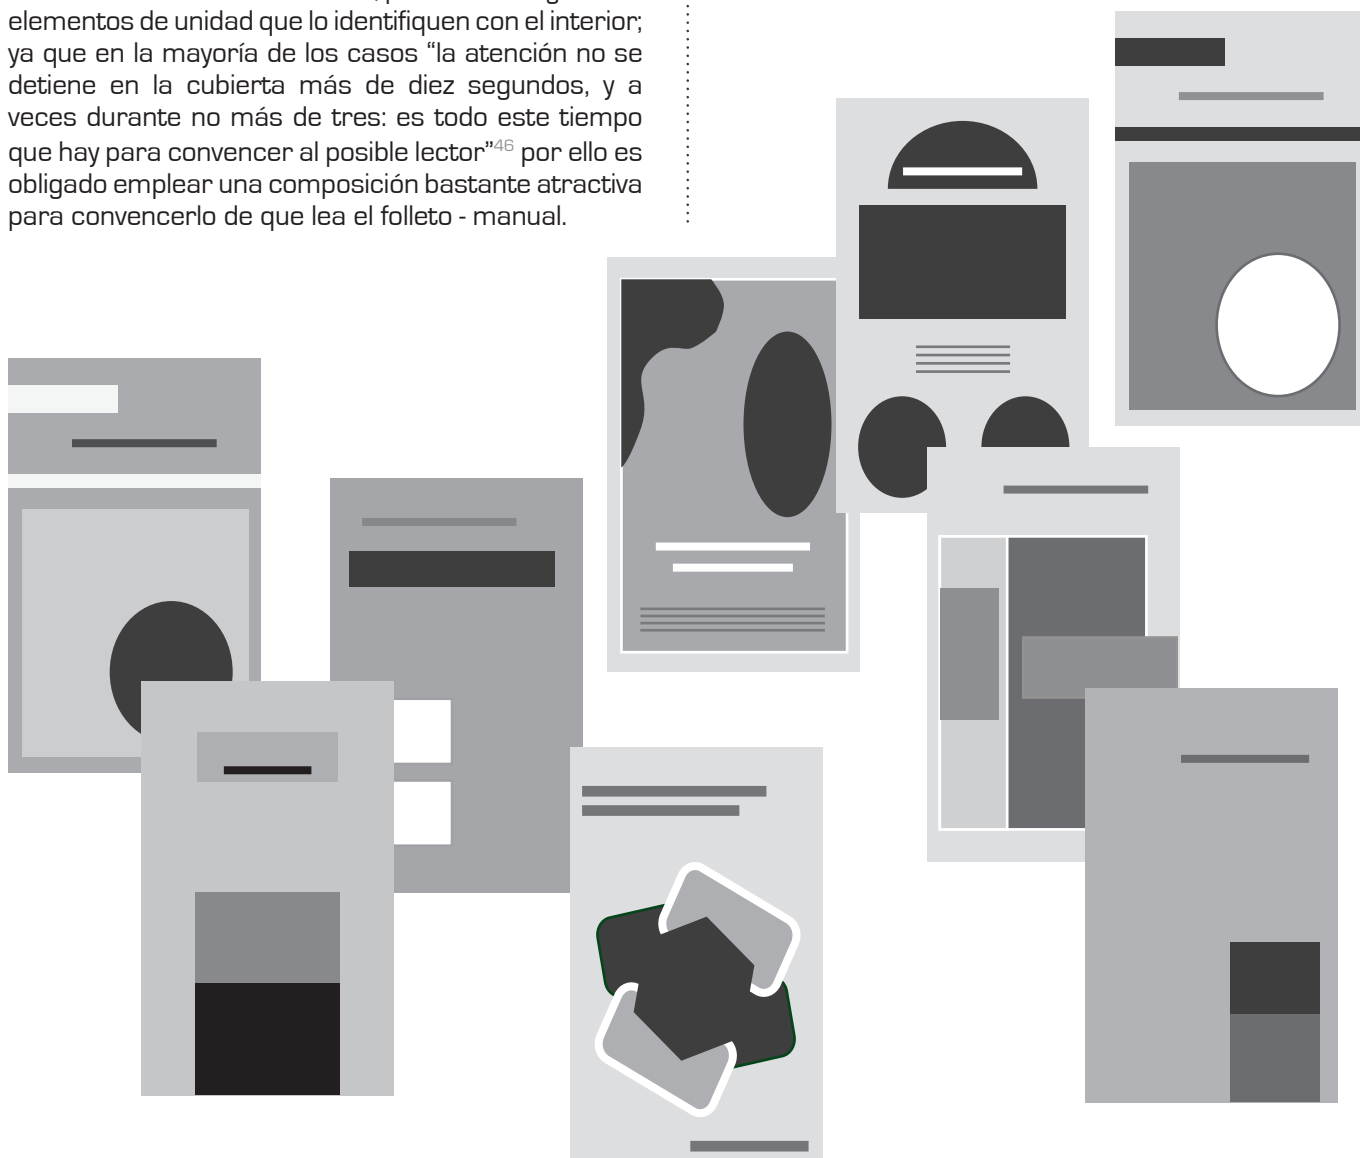 elementos de unidad que lo identifiquen con el interior;
ya que en la mayoría de los casos “la atención no se
detiene en la cubierta más de diez segundos, y a
veces durante no más de tres: es todo este tiempo
que hay para convencer al posible lector”46 por ello es
obligado emplear una composición bastante atractiva
para convencerlo de que lea el folleto - manual.